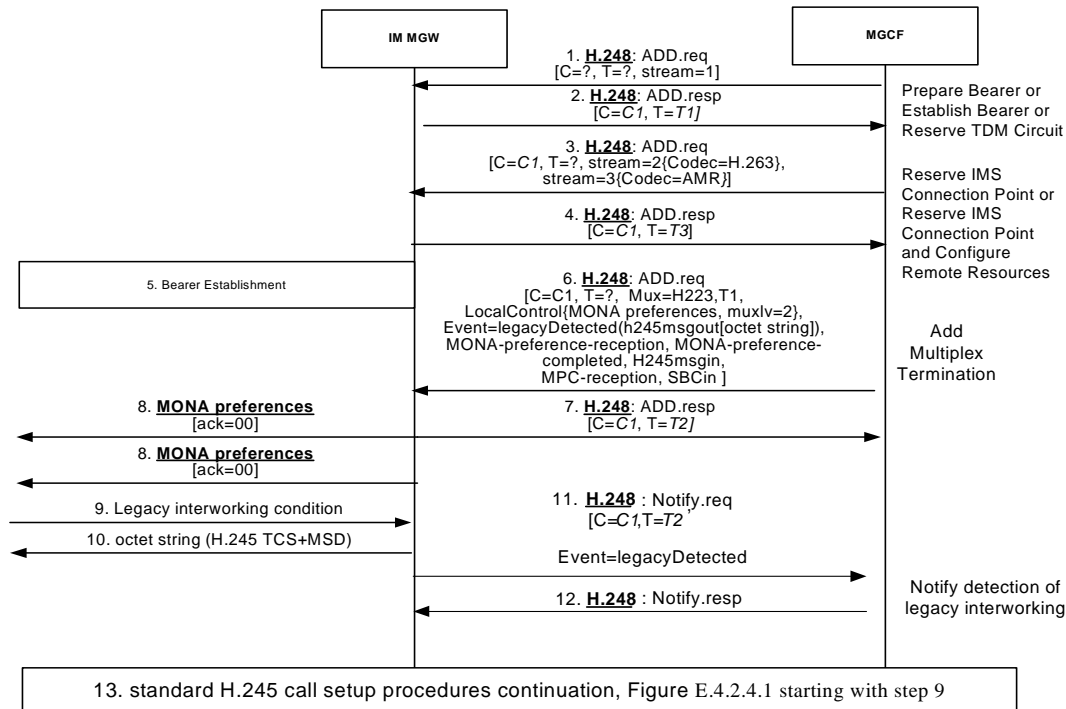 IM MGW
MGCF
1. H.248: ADD.req
[C=?, T=?, stream=1]
Prepare Bearer or
Establish Bearer or
Reserve TDM Circuit
2. H.248: ADD.resp
[C=C1, T=T1]
3. H.248: ADD.req
[C=C1, T=?, stream=2{Codec=H.263},
stream=3{Codec=AMR}]
Reserve IMS
Connection Point or
Reserve IMS
Connection Point
and Configure
Remote Resources
4. H.248: ADD.resp
[C=C1, T=T3]
5. Bearer Establishment
6. H.248: ADD.req
[C=C1, T=?, Mux=H223,T1,
LocalControl{MONA preferences, muxlv=2},
Event=legacyDetected(h245msgout[octet string]),
MONA-preference-reception, MONA-preference-
completed, H245msgin,
MPC-reception, SBCin ]
Add
Multiplex
Termination
8. MONA preferences
[ack=00]
7. H.248: ADD.resp
[C=C1, T=T2]
8. MONA preferences
[ack=00]
9. Legacy interworking condition
10. octet string (H.245 TCS+MSD)
11. H.248 : Notify.req
[C=C1,T=T2 ,
Event=legacyDetected
12. H.248 : Notify.resp
Notify detection of
legacy interworking
13. standard H.245 call setup procedures continuation, Figure E.4.2.4.1 starting with step 9